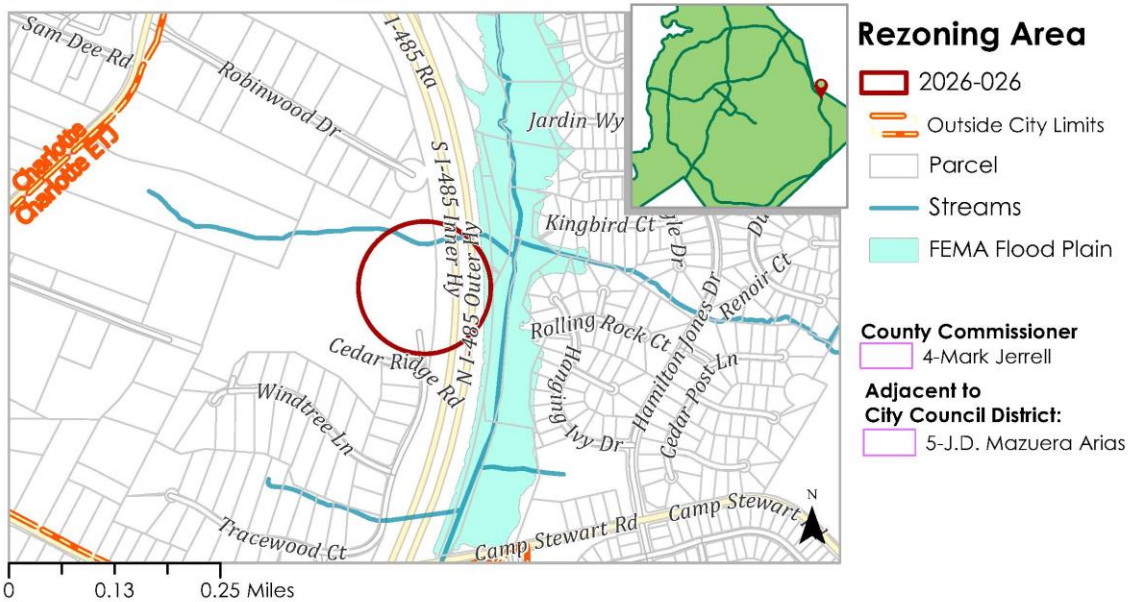 Sam Dee Rd
Robinwood Dr
I-485 Ra
Charlotte
Charlotte ETJ
S I-485 Inner Hy
N I-485 Outer Hy
Jardin Wy
Kingbird Ct
Renoir Ct
Rolling Rock Ct
Hamilton Jones Dr
Cedar Post Ln
Hanging Ivy Dr
Cedar Ridge Rd
Windtree Ln
Tracewood Ct
Camp Stewart Rd
Camp Stewart
N
0 0.13 0.25 Miles
Rezoning Area
2026-026
Outside City Limits
Parcel
Streams
FEMA Flood Plain
County Commissioner
4-Mark Jerrell
Adjacent to
City Council District:
5-J.D. Mazuera Arias